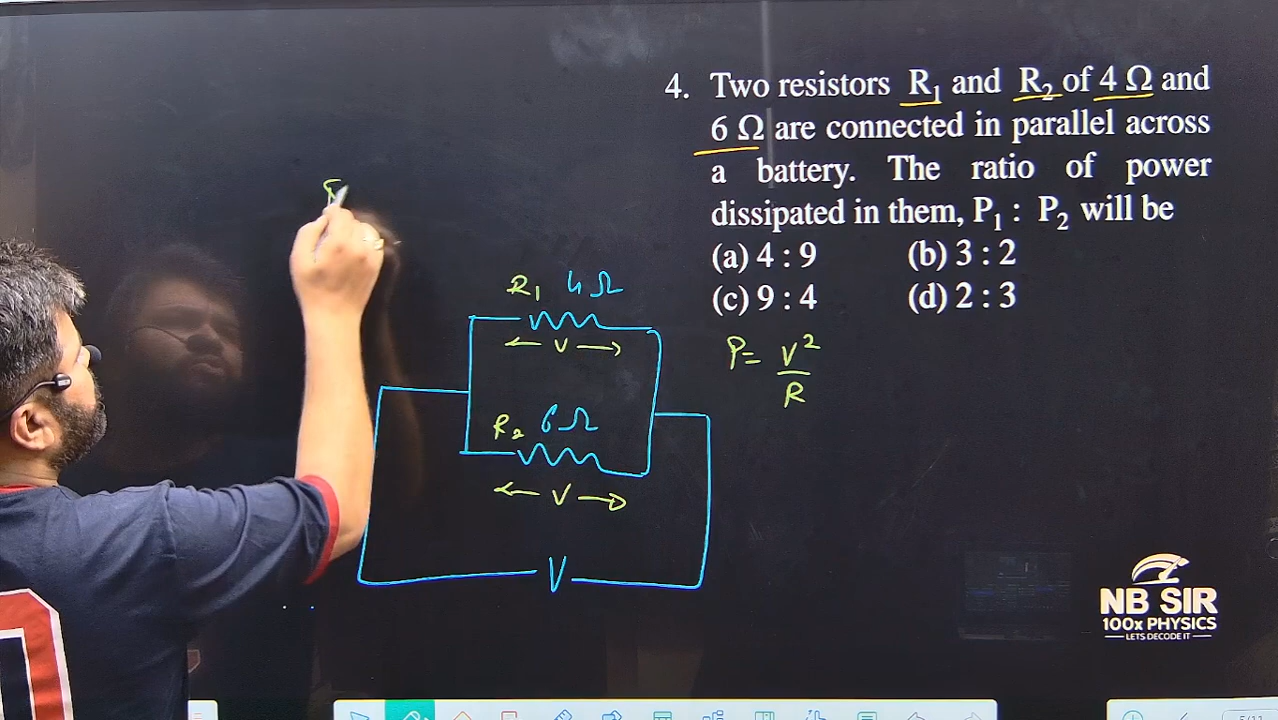 4. Two resistors R₁ and R₂ of 4 Ω and
6 Ω are connected in parallel across
a battery. The ratio of power
dissipated in them, P₁ : P₂ will be
(a) 4 : 9 (b) 3 : 2
(c) 9 : 4 (d) 2 : 3
P = V²/R
R₁ 4 Ω
V
R₂ 6 Ω
V
V
NB SIR
100x PHYSICS
LETS DECODE IT